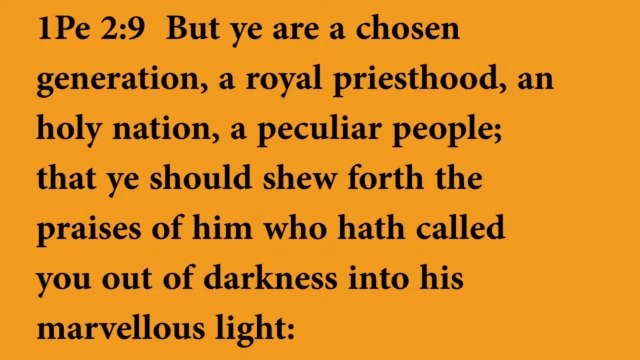 1Pe 2:9  But ye are a chosen
generation, a royal priesthood, an
holy nation, a peculiar people;
that ye should shew forth the
praises of him who hath called
you out of darkness into his
marvellous light: